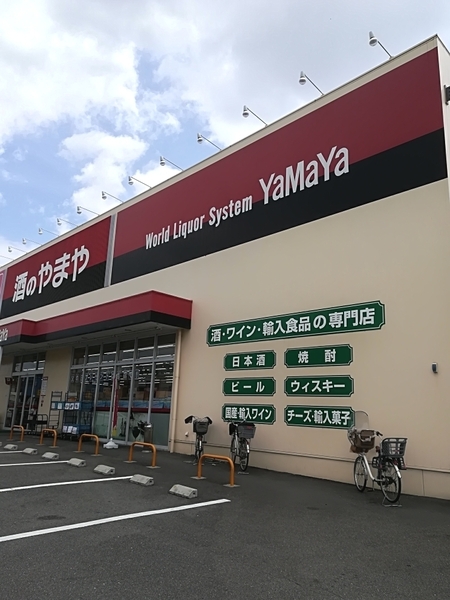 World Liquor System YaMaYa
酒のやまや
酒・ワイン・輸入食品の専門店
日本酒
焼酎
ビール
ウィスキー
国産・輸入ワイン
チーズ・輸入菓子